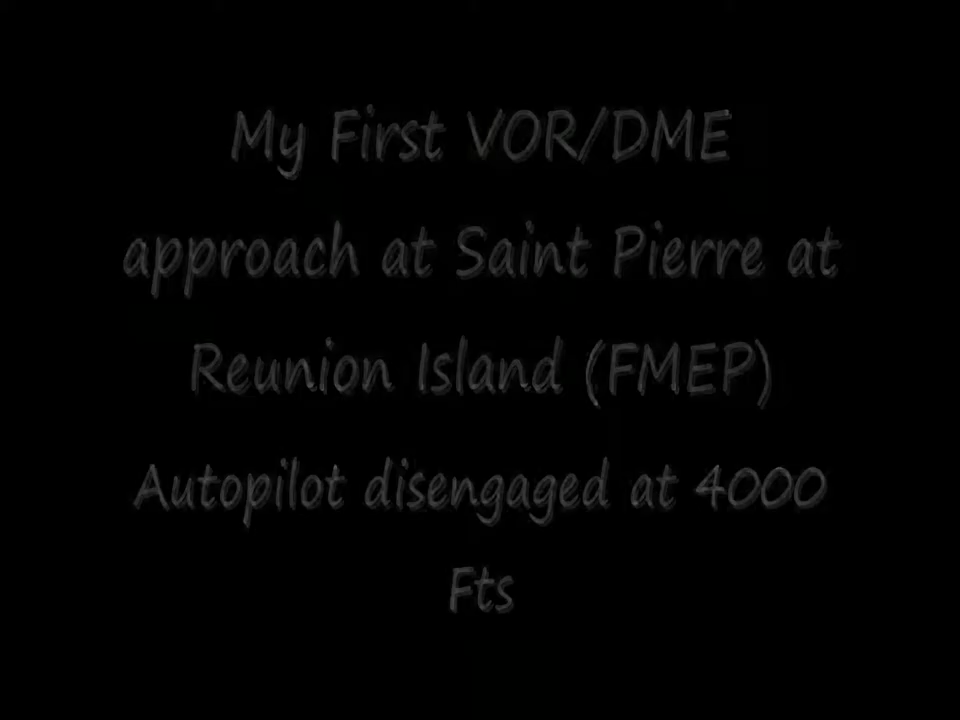 My First VOR/DME
approach at Saint Pierre at
Reunion Island (FMEP)
Autopilot disengaged at 4000
Fts